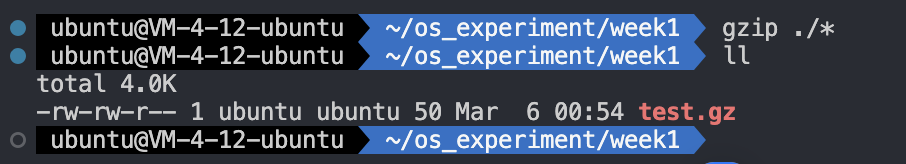 ubuntu@VM-4-12-ubuntu ~/os_experiment/week1 gzip ./*
ubuntu@VM-4-12-ubuntu ~/os_experiment/week1 ll
total 4.0K
-rw-rw-r-- 1 ubuntu ubuntu 50 Mar  6 00:54 test.gz
ubuntu@VM-4-12-ubuntu ~/os_experiment/week1